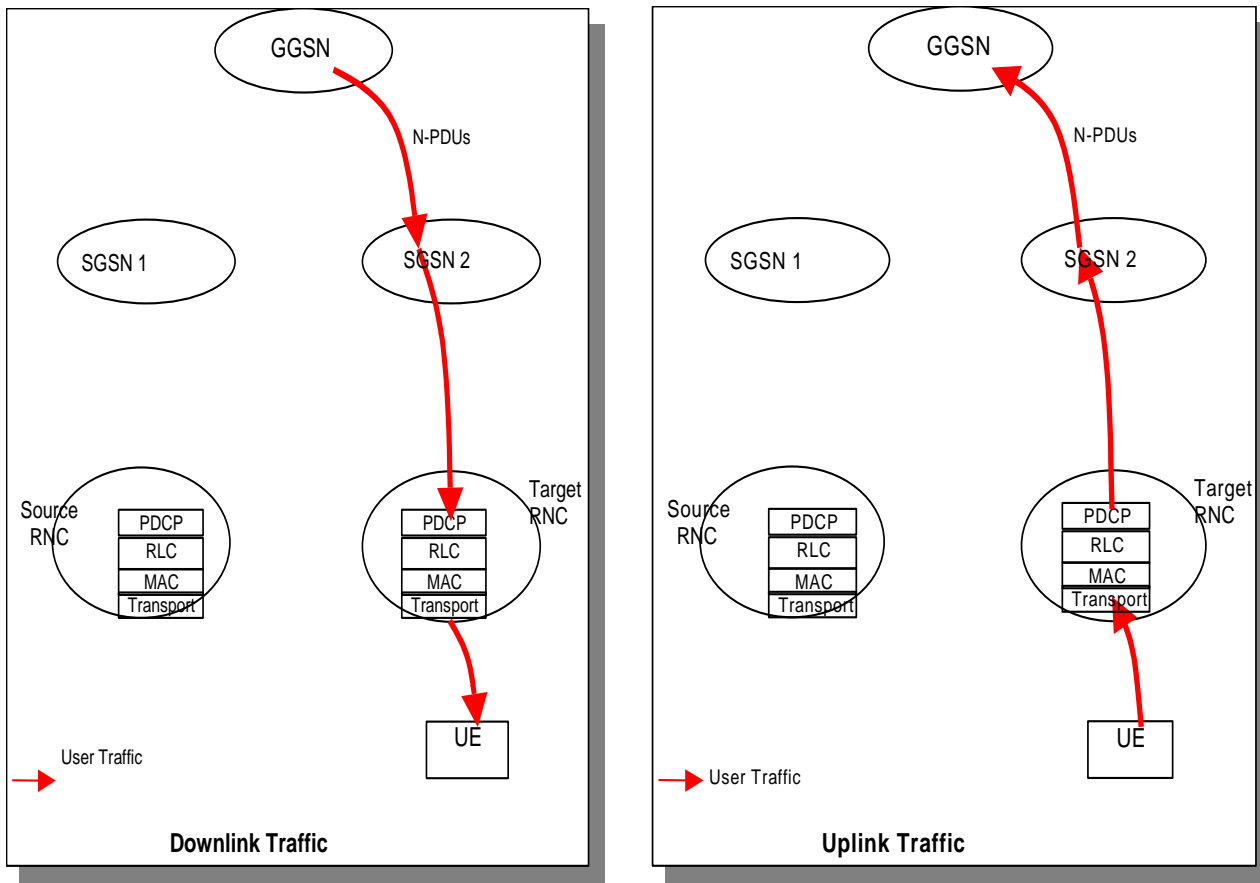 GGSN
N-PDUs
SGSN 1
SGSN 2
Source
RNC
PDCP
RLC
MAC
Transport
Target
RNC
PDCP
RLC
MAC
Transport
UE
User Traffic
Downlink Traffic
GGSN
N-PDUs
SGSN 1
SGSN 2
Source
RNC
PDCP
RLC
MAC
Transport
Target
RNC
PDCP
RLC
MAC
Transport
UE
User Traffic
Uplink Traffic